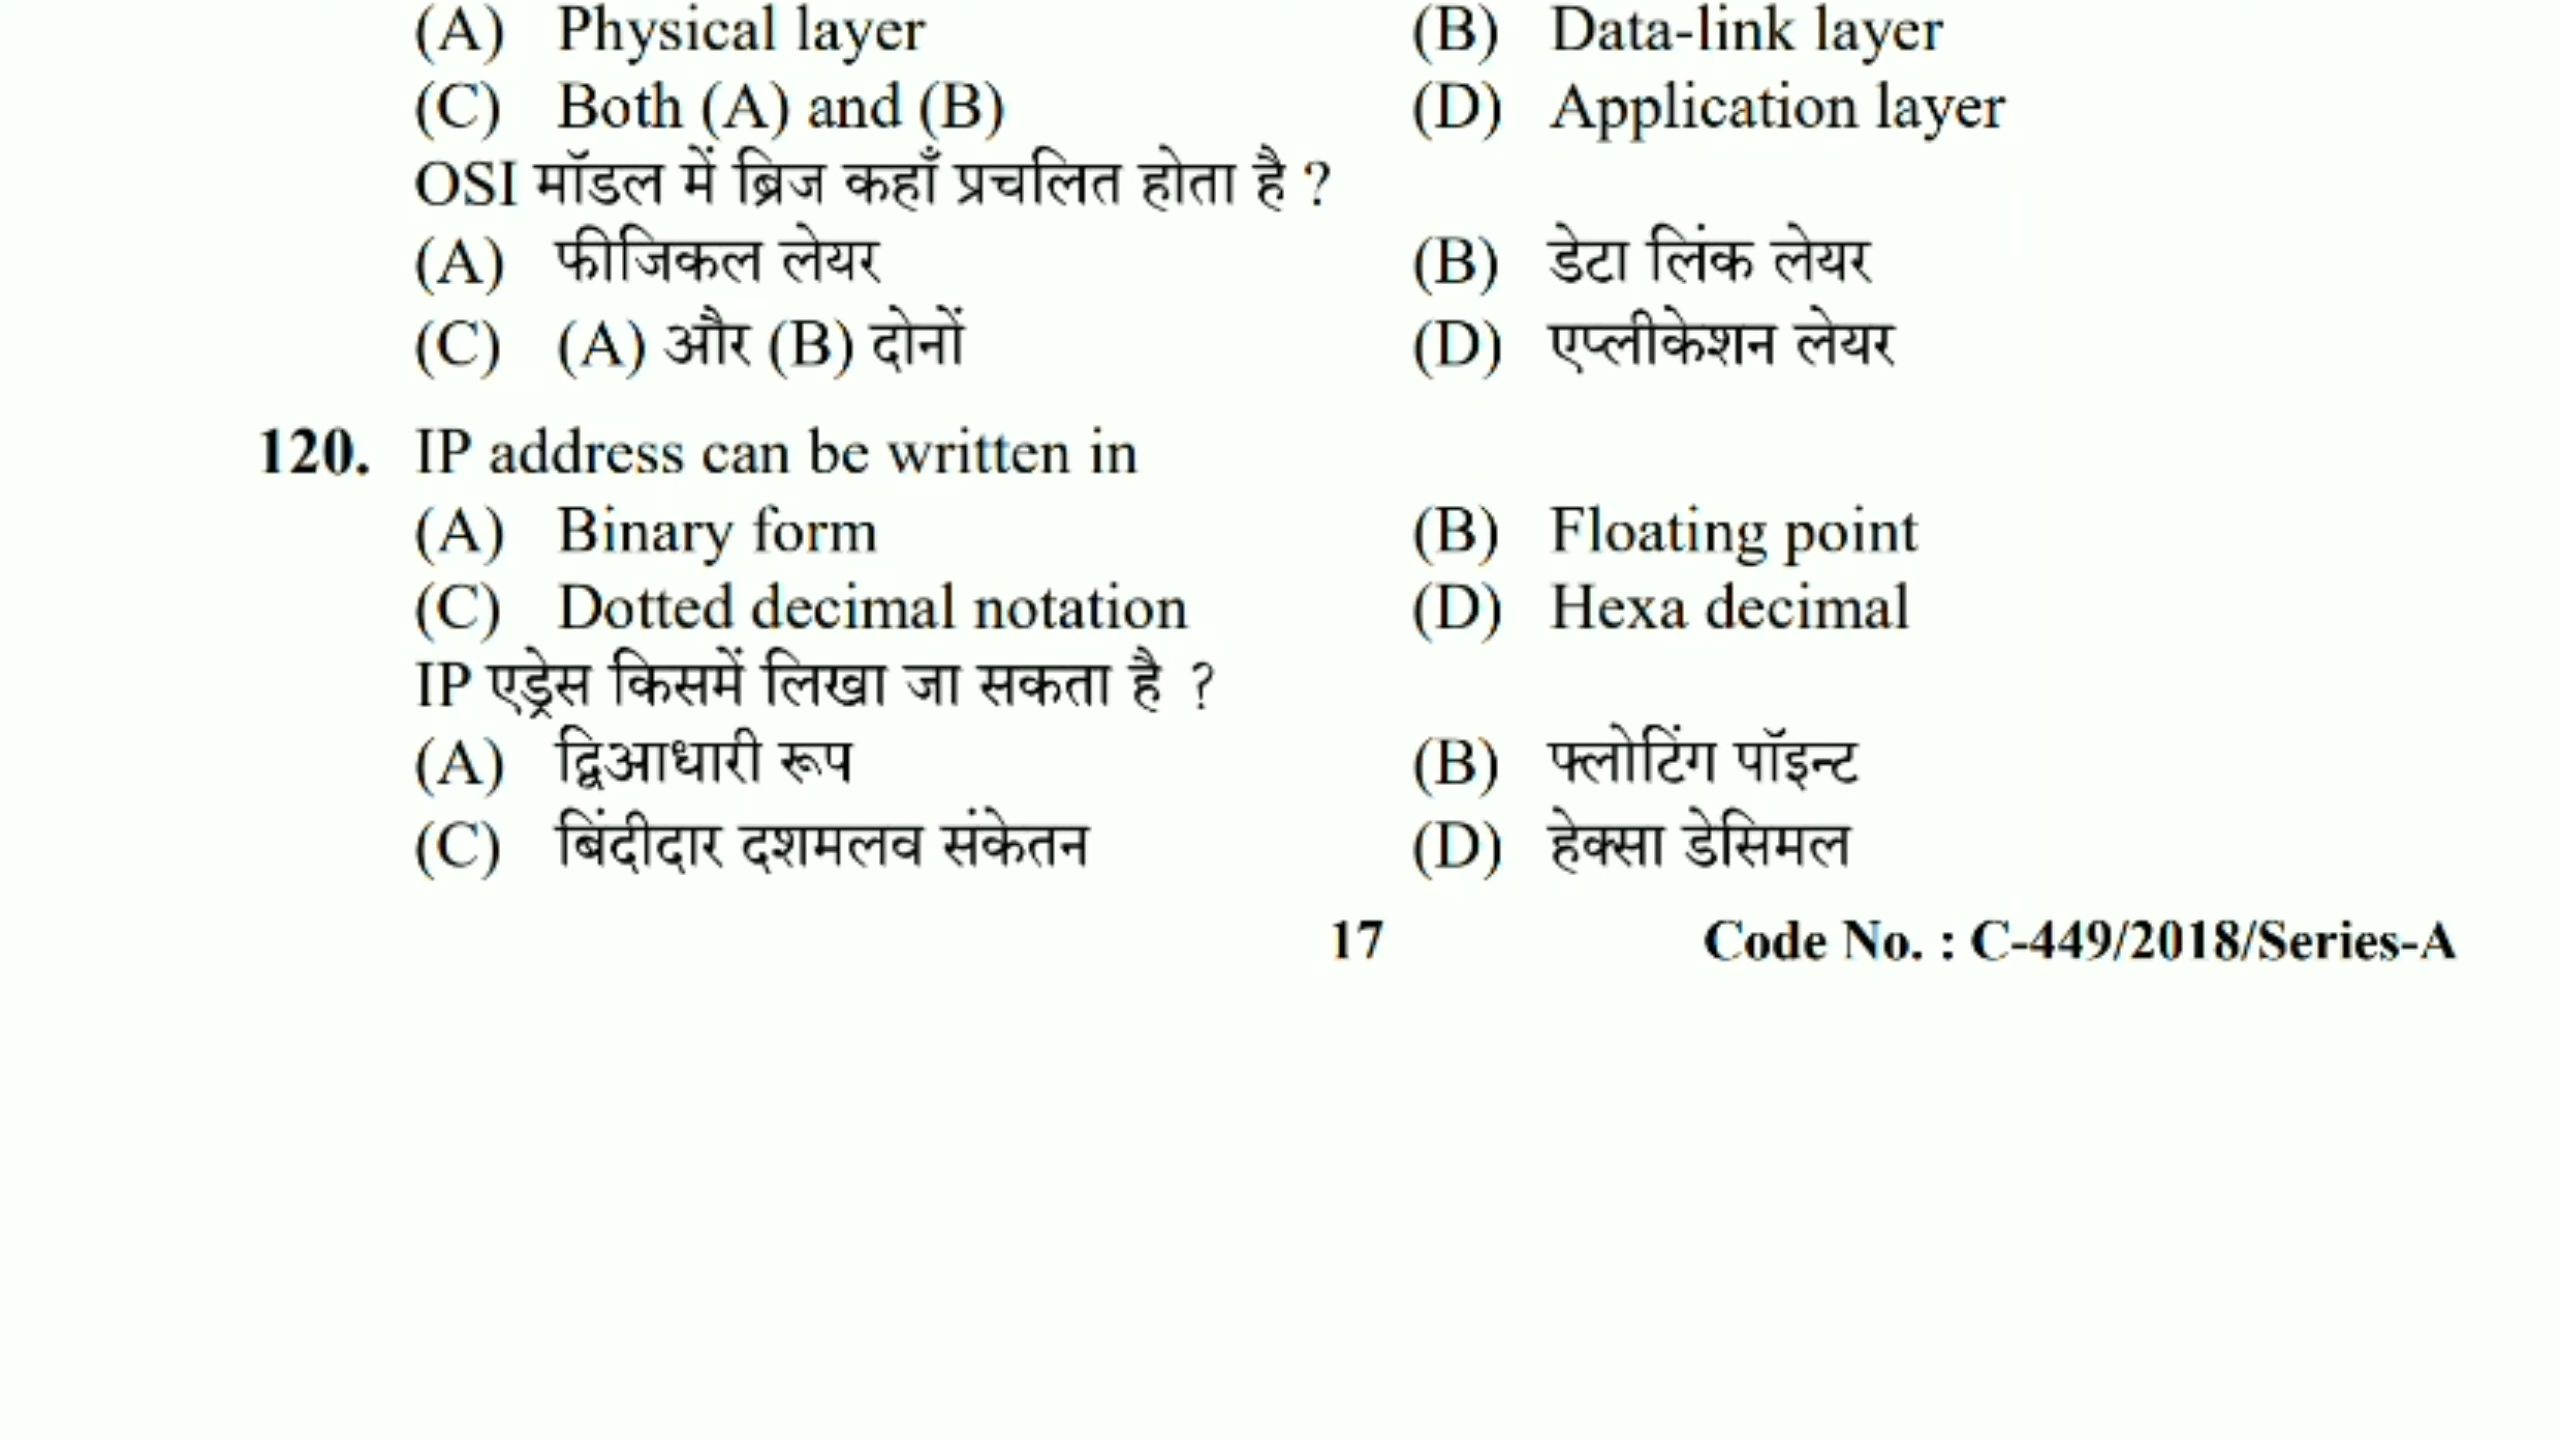 (A) Physical layer (B) Data-link layer
(C) Both (A) and (B) (D) Application layer
OSI मॉडल में ब्रिज कहाँ प्रचलित होता है ?
(A) फीजिकल लेयर (B) डेटा लिंक लेयर
(C) (A) और (B) दोनों (D) एप्लीकेशन लेयर
120. IP address can be written in
(A) Binary form (B) Floating point
(C) Dotted decimal notation (D) Hexa decimal
IP एड्रेस किसमें लिखा जा सकता है ?
(A) द्विआधारी रूप (B) फ्लोटिंग पॉइन्ट
(C) बिंदीदार दशमलव संकेतन (D) हेक्सा डेसिमल
17 Code No. : C-449/2018/Series-A